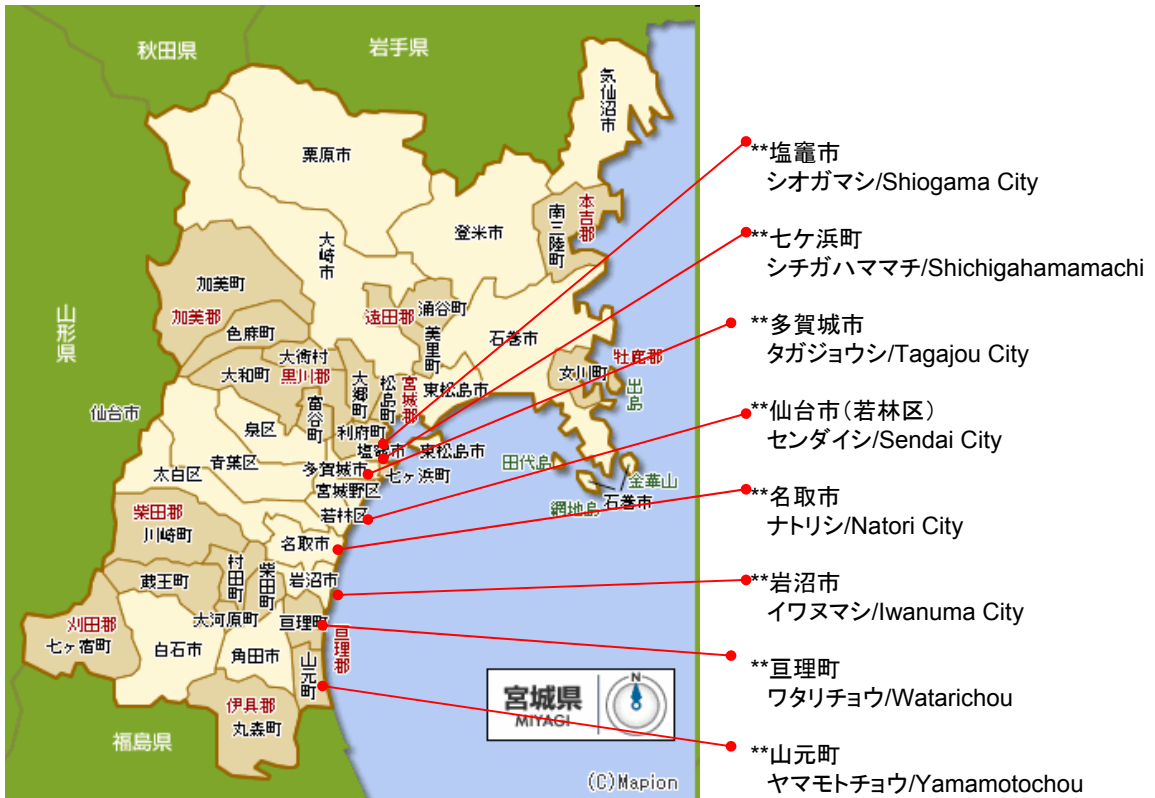 秋田県
岩手県
気仙沼市
栗原市
本吉郡
南三陸町
登米市
大崎市
加美町
加美郡
色麻町
遠田郡
涌谷町
美里町
石巻市
山形県
大衡村
大和町
黒川郡
大郷町
松島町
宮城郡
東松島市
女川町
牡鹿郡
出島
仙台市
富谷町
泉区
利府町
塩竈市
東松島市
青葉区
太白区
多賀城市
七ヶ浜町
田代島
金華山
宮城野区
網地島
石巻市
若林区
柴田郡
川崎町
名取市
村田町
柴田町
岩沼市
蔵王町
大河原町
亘理町
亘理郡
刈田郡
七ヶ宿町
白石市
角田市
山元町
伊具郡
丸森町
福島県
宮城県
MIYAGI
N
(C)Mapion
**塩竈市
シオガマシ/Shiogama City
**七ケ浜町
シチガハママチ/Shichigahamamachi
**多賀城市
タガジョウシ/Tagajou City
**仙台市（若林区）
センダイシ/Sendai City
**名取市
ナトリシ/Natori City
**岩沼市
イワヌマシ/Iwanuma City
**亘理町
ワタリチョウ/Watarichou
**山元町
ヤマモトチョウ/Yamamotochou